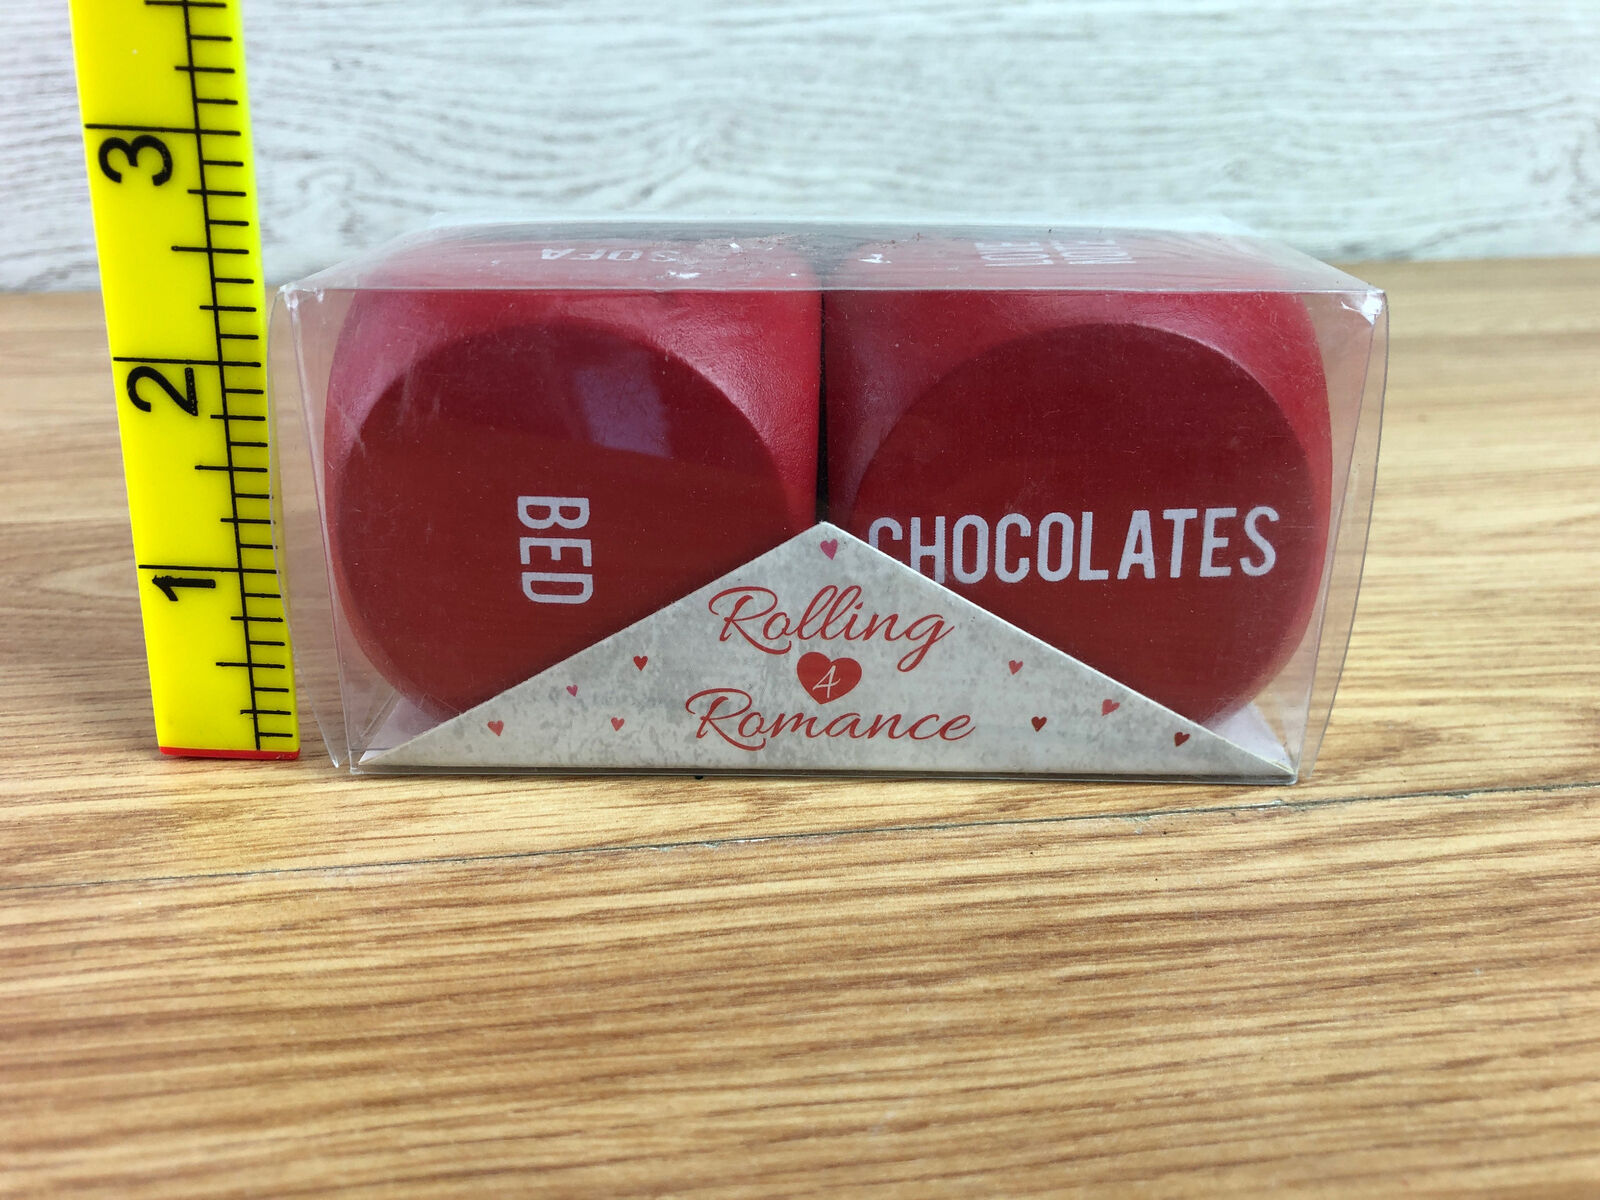 3
2
1
SOFA
BED
CHOCOLATES
Rolling
4
Romance